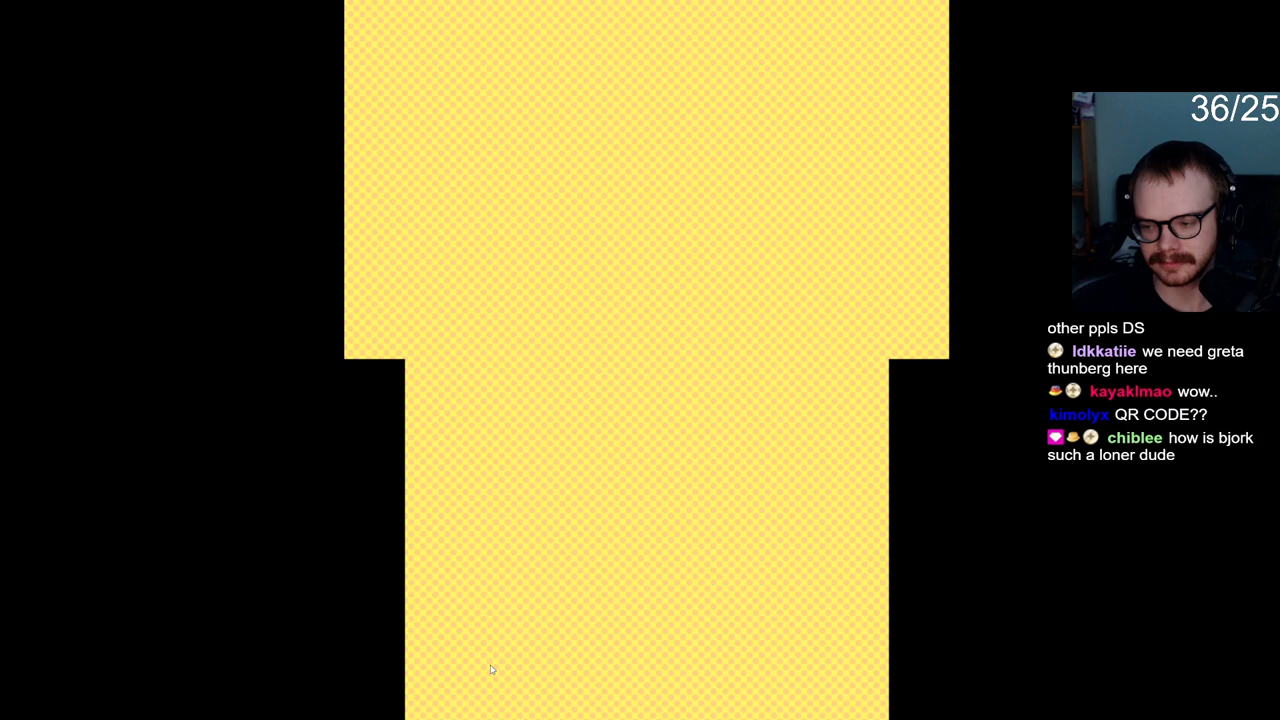 36/25
other ppls DS
ldkkatiie we need greta
thunberg here
kayaklmao wow..
kimolyx QR CODE??
chiblee how is bjork
such a loner dude